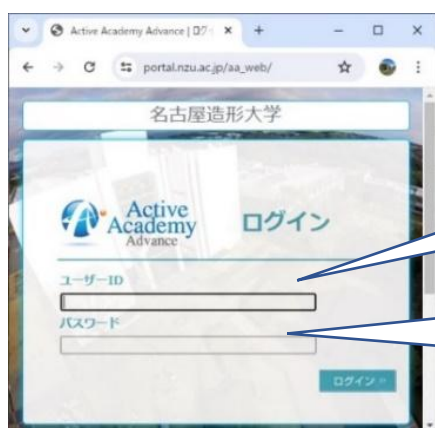 Active Academy Advance | ログ
portal.nzu.ac.jp/aa_web/
名古屋造形大学
Active
Academy
Advance
ログイン
ユーザーID
パスワード
ログイン »